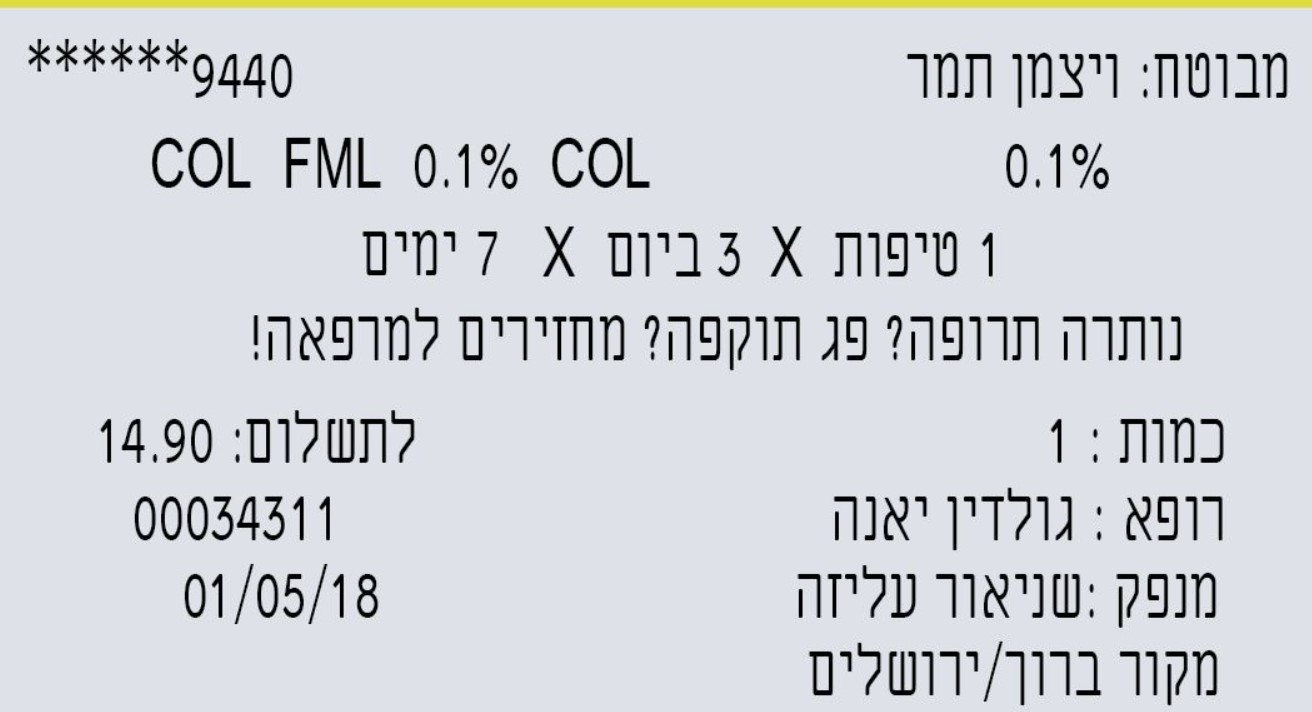 מבוטח: ויצמן תמר ******9440
0.1% COL FML 0.1% COL
1 טיפות X 3 ביום X 7 ימים
נותרה תרופה? פג תוקפה? מחזירים למרפאה!
כמות : 1 לתשלום: 14.90
רופא : גולדין יאנה 00034311
מנפק :שניאור עליזה 01/05/18
מקור ברוך/ירושלים